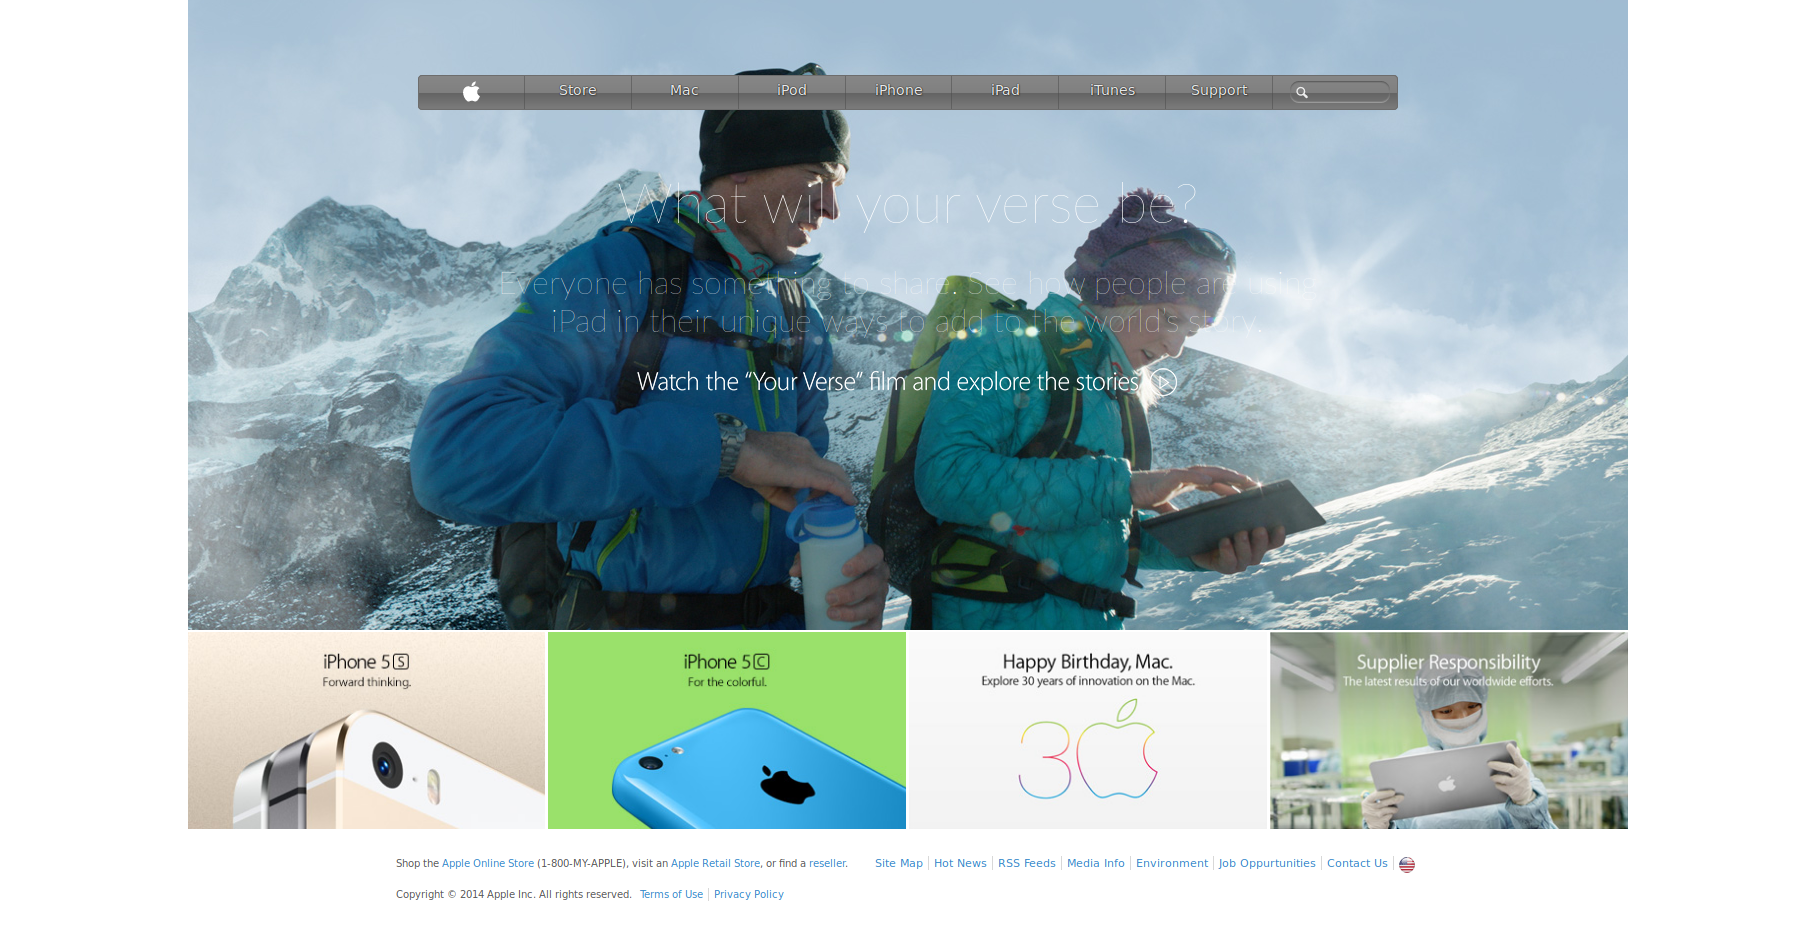 Store Mac iPod iPhone iPad iTunes Support
What will your verse be?
Everyone has something to share. See how people are using
iPad in their unique ways to add to the world's story.
Watch the “Your Verse” film and explore the stories
iPhone 5S
Forward thinking.
iPhone 5C
For the colorful.
Happy Birthday, Mac.
Explore 30 years of innovation on the Mac.
30
Supplier Responsibility
The latest results of our worldwide efforts.
Shop the Apple Online Store (1-800-MY-APPLE), visit an Apple Retail Store, or find a reseller.
Site Map Hot News RSS Feeds Media Info Environment Job Oppurtunities Contact Us
Copyright © 2014 Apple Inc. All rights reserved. Terms of Use Privacy Policy